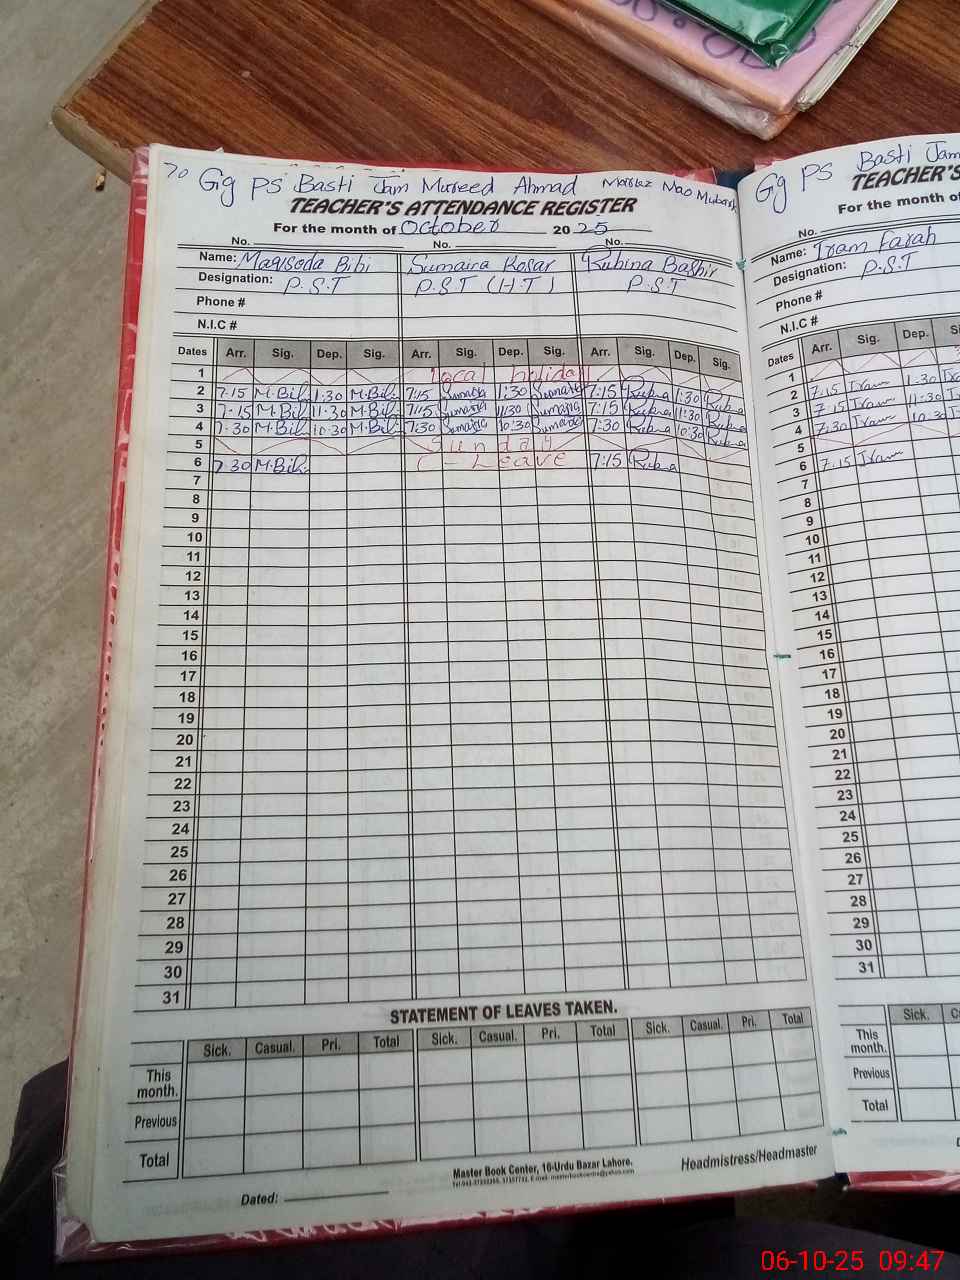 70 Gg PS Basti Jam Mureed Ahmad Markaz Nao Mubarak
TEACHER'S ATTENDANCE REGISTER
For the month of October 2025
No. No. No.
Name: Maqsoda Bibi Sumaira Kosar Rubina Bashir
Designation: P.S.T P.S.T (H.T) P.S.T
Phone #
N.I.C #
Dates Arr. Sig. Dep. Sig. Arr. Sig. Dep. Sig. Arr. Sig. Dep. Sig.
1 Local holiday
2 7:15 M.Bibi 1:30 M.Bibi 7:15 Sumaira 1:30 Sumaira 7:15 Rubina 1:30 Rubina
3 7:15 M.Bibi 11:30 M.Bibi 7:15 Sumaira 11:30 Sumaira 7:15 Rubina 11:30 Rubina
4 7:30 M.Bibi 10:30 M.Bibi 7:30 Sumaira 10:30 Sumaira 7:30 Rubina 10:30 Rubina
5 Sunday
6 7:30 M.Bibi C-Leave 7:15 Rubina
7
8
9
10
11
12
13
14
15
16
17
18
19
20
21
22
23
24
25
26
27
28
29
30
31
STATEMENT OF LEAVES TAKEN.
Sick. Casual. Pri. Total Sick. Casual. Pri. Total Sick. Casual. Pri. Total
This month.
Previous
Total
Master Book Center, 16-Urdu Bazar Lahore.
Headmistress/Headmaster
Dated:
Gg PS Basti Jam
TEACHER'S
For the month of
No.
Name: Iram Farah
Designation: P.S.T
Phone #
N.I.C #
Dates Arr. Sig. Dep.
1
2 7:15 Iram 1:30
3 7:15 Iram 11:30
4 7:30 Iram 10:30
5
6 7:15 Iram
7
8
9
10
11
12
13
14
15
16
17
18
19
20
21
22
23
24
25
26
27
28
29
30
31
Sick.
This month.
Previous
Total
06-10-25 09:47